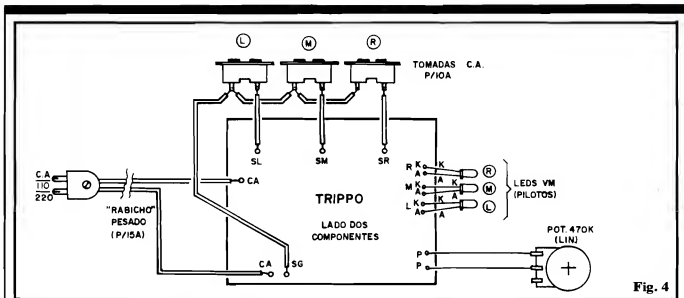 L
M
R
TOMADAS C.A.
P/10A
SL
SM
SR
C.A
110
220
CA
"RABICHO"
PESADO
(P/15A)
TRIPPO
LADO DOS
COMPONENTES
CA
SG
R K K R
A A
M K K M
A A
L K K L
A A
LEDS VM
(PILOTOS)
P
P
POT. 470K
(LIN)
Fig. 4